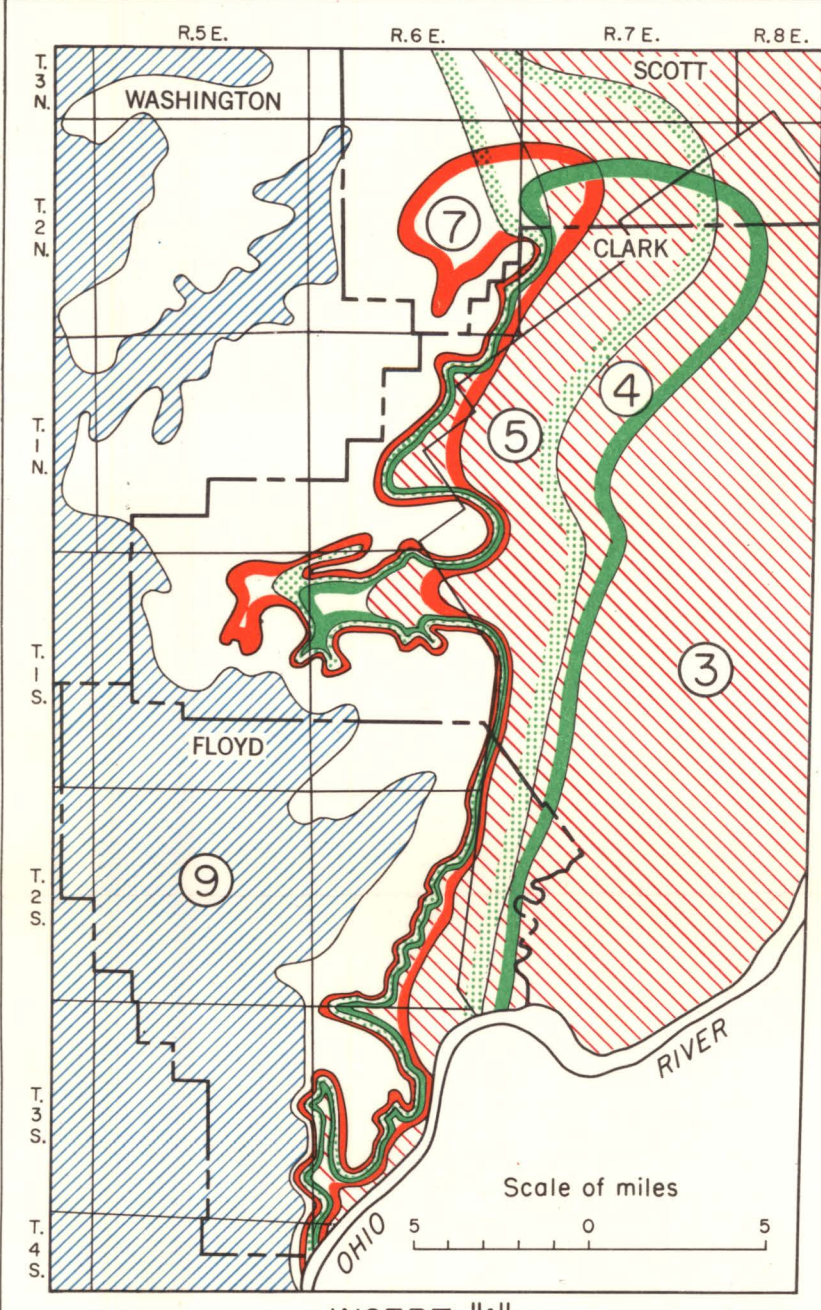 R.5 E. R.6 E. R.7 E. R.8 E.
T.
3
N.
WASHINGTON
SCOTT
T.
2
N.
7
CLARK
4
5
T.
1
N.
3
T.
1
S.
FLOYD
T.
2
S.
9
RIVER
T.
3
S.
Scale of miles
5 0 5
OHIO
T.
4
S.